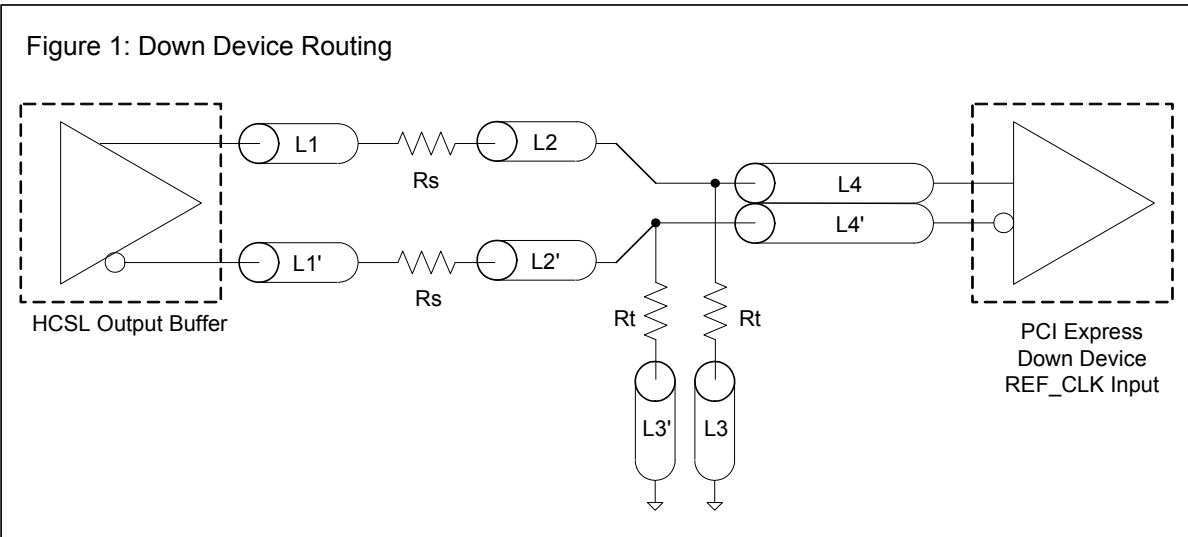 Figure 1: Down Device Routing
L1
Rs
L2
L4
L4'
L1'
Rs
L2'
HCSL Output Buffer
Rt
Rt
L3'
L3
PCI Express
Down Device
REF_CLK Input